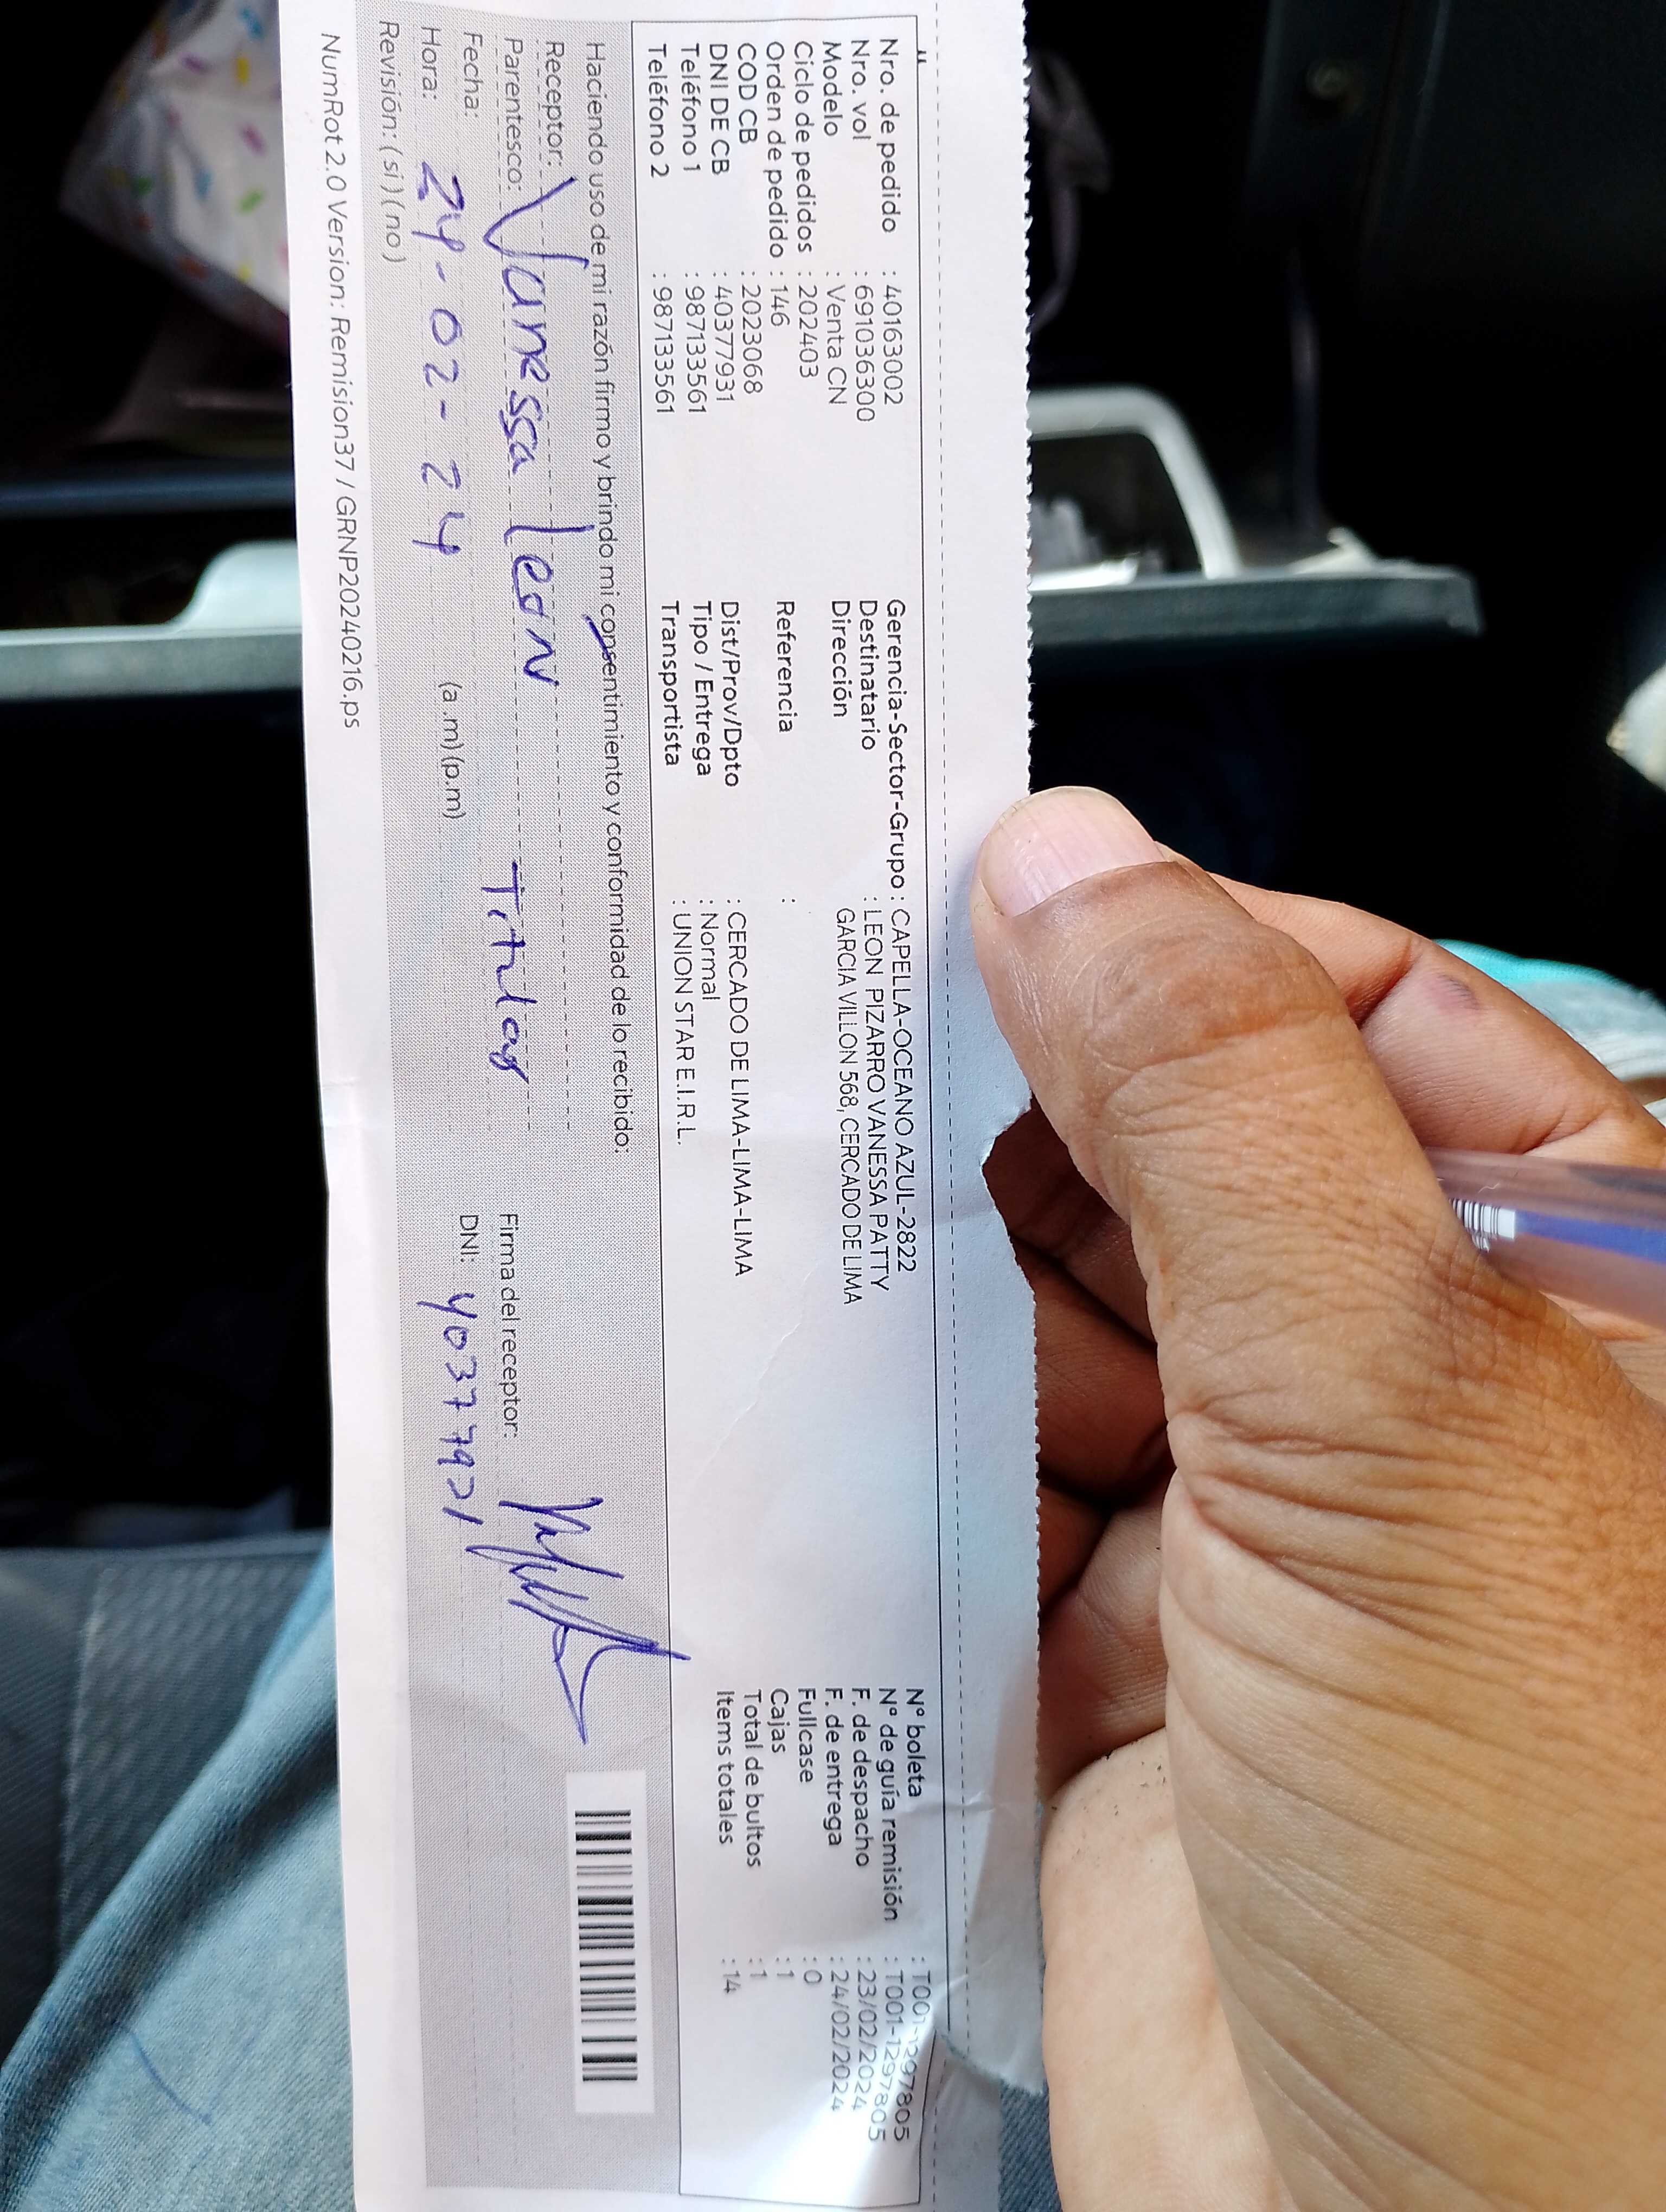 Nro. de pedido : 40163002
Nro. vol : 69103630​0
Modelo : Venta CN
Ciclo de pedidos : 202403
Orden de pedido : 146
COD CB : 2023068
DNI DE CB : 40377931
Teléfono 1 : 987133561
Teléfono 2 : 987133561
Gerencia-Sector-Grupo : CAPELLA-OCEANO AZUL-2822
Destinatario : LEON PIZARRO VANESSA PATTY
Dirección GARCIA VILLON 568, CERCADO DE LIMA
Referencia :
Dist/Prov/Dpto : CERCADO DE LIMA-LIMA-LIMA
Tipo / Entrega : Normal
Transportista : UNION STAR E.I.R.L.
N° boleta : T001-1297805
N° de guía remisión : T001-1297805
F. de despacho : 23/02/2024
F. de entrega : 24/02/2024
Fullcase : 0
Cajas : 1
Total de bultos : 1
Items totales : 14
Haciendo uso de mi razón firmo y brindo mi consentimiento y conformidad de lo recibido:
Receptor: Vanessa leon
Parentesco: Titular
Firma del receptor:
Fecha: 24-02-24
DNI: 40377931
Hora: (a.m)(p.m)
Revisión: ( si ) ( no )
NumRot 2.0 Version: Remision37 / GRNP20240216.ps